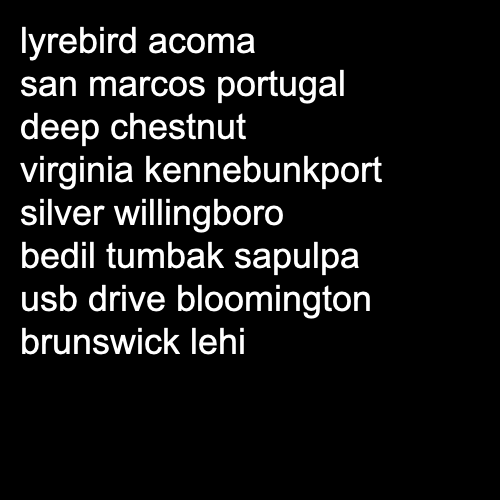 lyrebird acoma
san marcos portugal
deep chestnut
virginia kennebunkport
silver willingboro
bedil tumbak sapulpa
usb drive bloomington
brunswick lehi